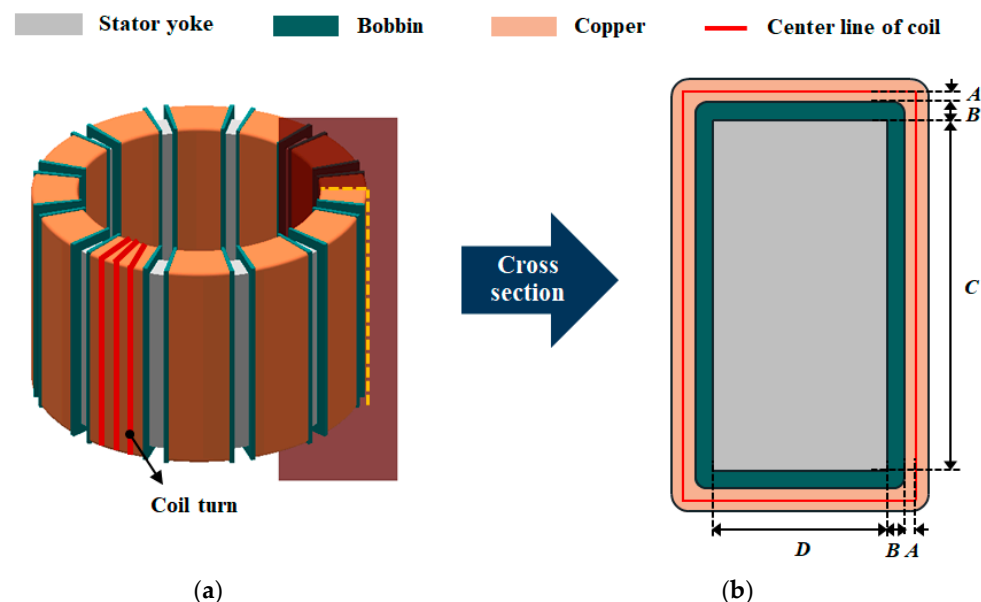 Stator yoke
Bobbin
Copper
Center line of coil
A
B
Cross
section
C
Coil turn
D
B
A
(a)
(b)